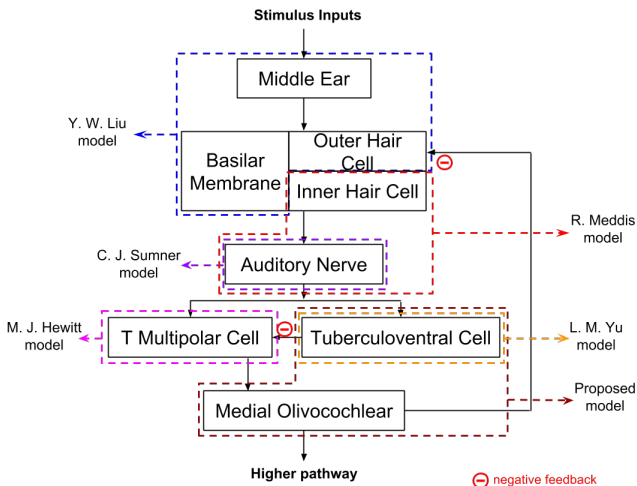 Stimulus Inputs
Middle Ear
Y. W. Liu
model
Basilar
Membrane
Outer Hair
Cell
Inner Hair Cell
R. Meddis
model
C. J. Sumner
model
Auditory Nerve
M. J. Hewitt
model
T Multipolar Cell
Tuberculoventral Cell
L. M. Yu
model
Proposed
model
Medial Olivocochlear
Higher pathway
negative feedback